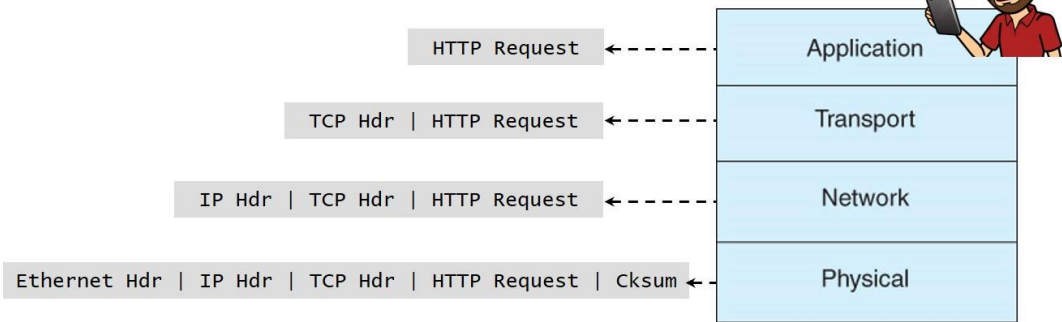 HTTP Request
Application
TCP Hdr | HTTP Request
Transport
IP Hdr | TCP Hdr | HTTP Request
Network
Ethernet Hdr | IP Hdr | TCP Hdr | HTTP Request | Cksum
Physical